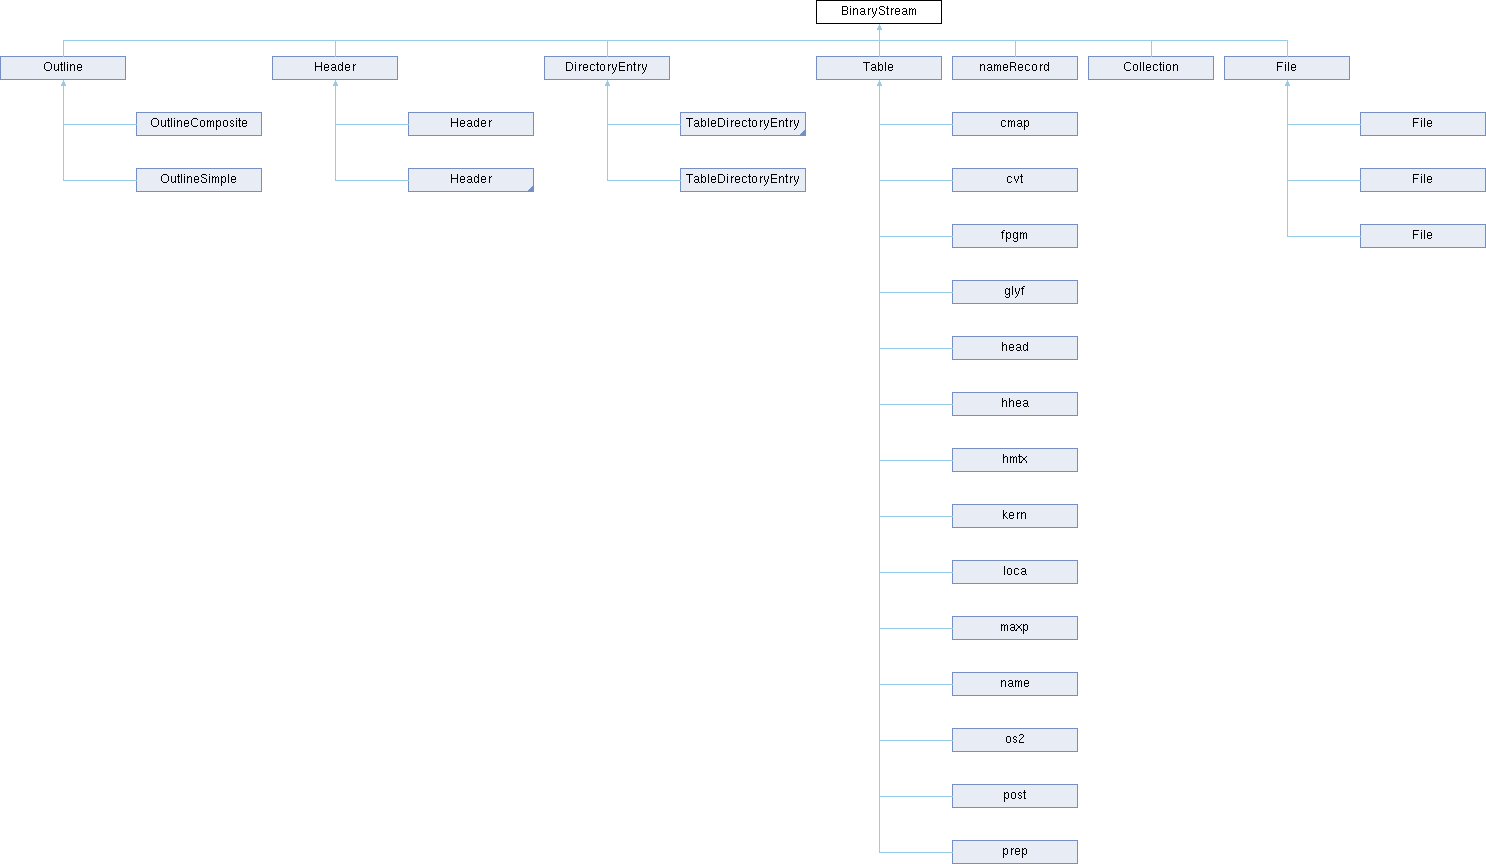 BinaryStream
Outline Header DirectoryEntry Table nameRecord Collection File
OutlineComposite Header TableDirectoryEntry cmap File
OutlineSimple Header TableDirectoryEntry cvt File
fpgm File
glyf
head
hhea
hmtx
kern
loca
maxp
name
os2
post
prep